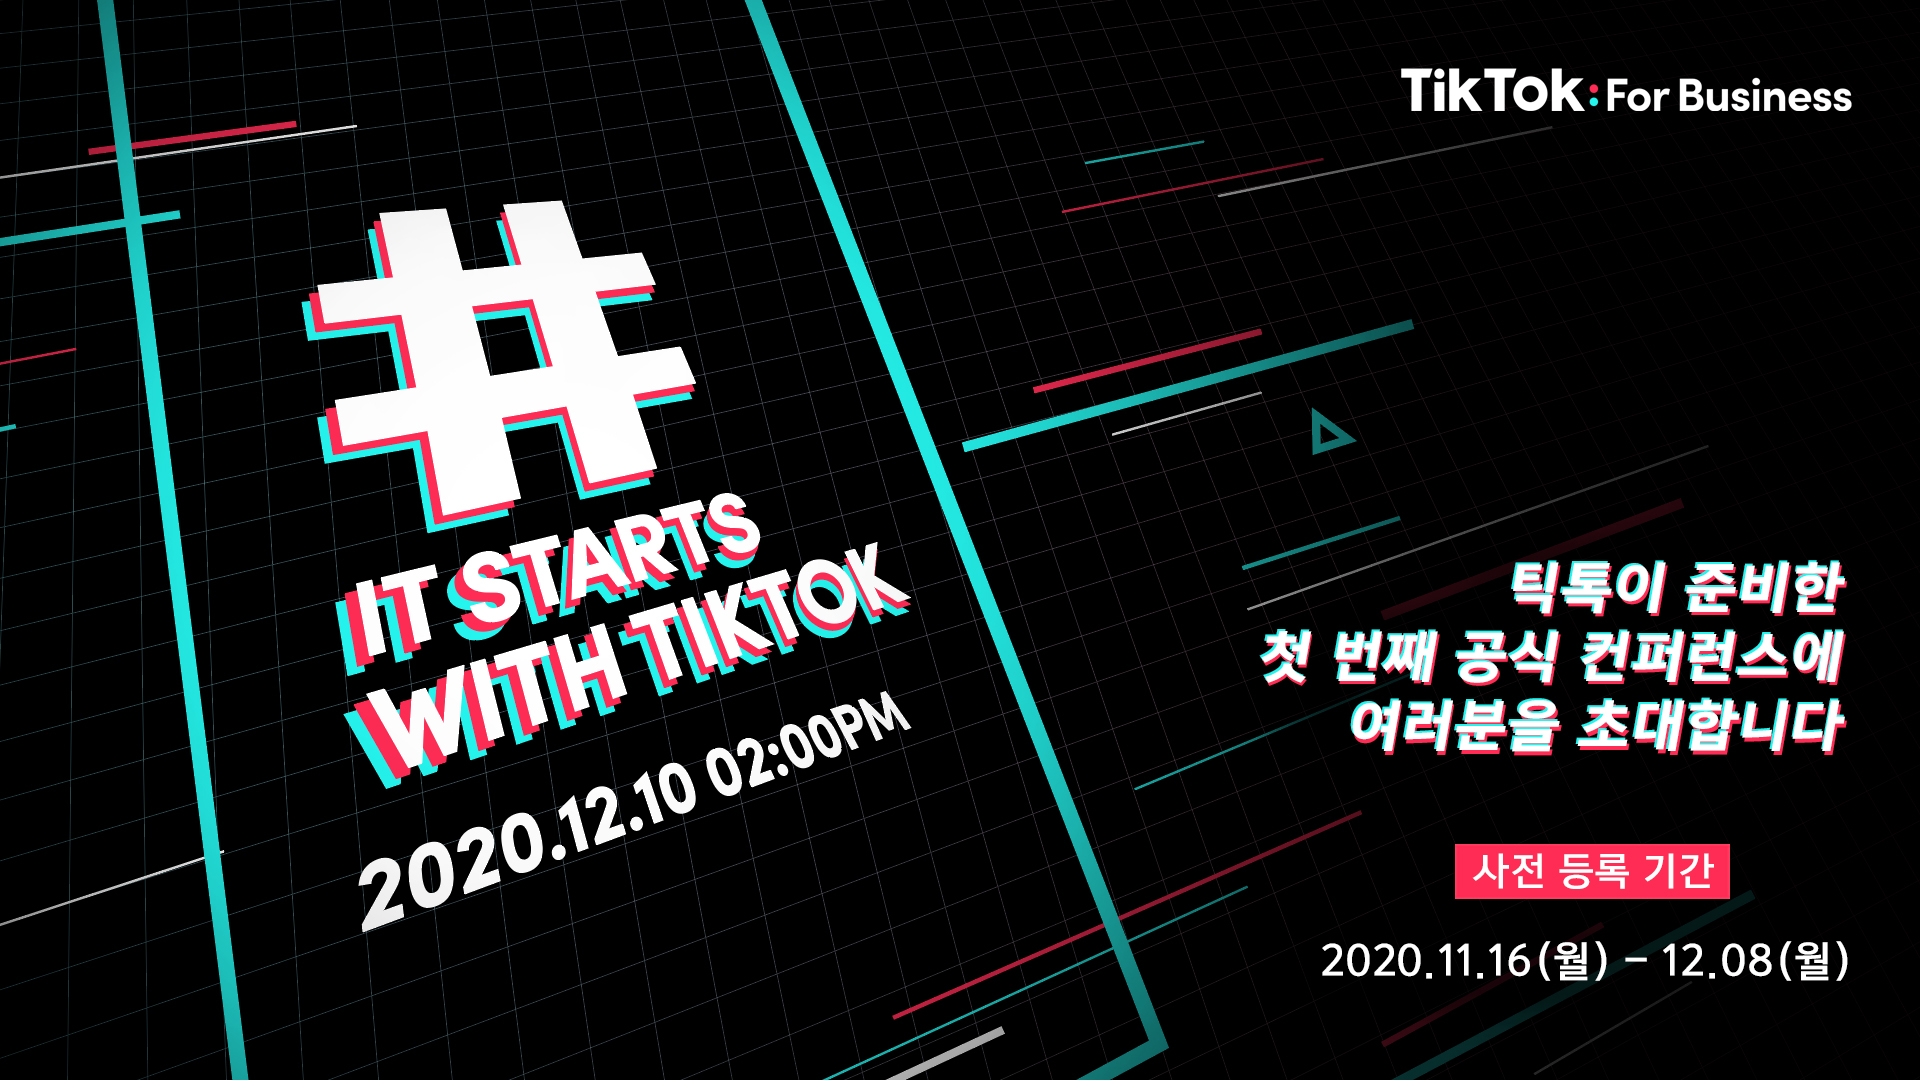 TikTok: For Business
#
IT STARTS
WITH TIKTOK
2020.12.10 02:00PM
틱톡이 준비한
첫 번째 공식 컨퍼런스에
여러분을 초대합니다
사전 등록 기간
2020.11.16(월) - 12.08(월)